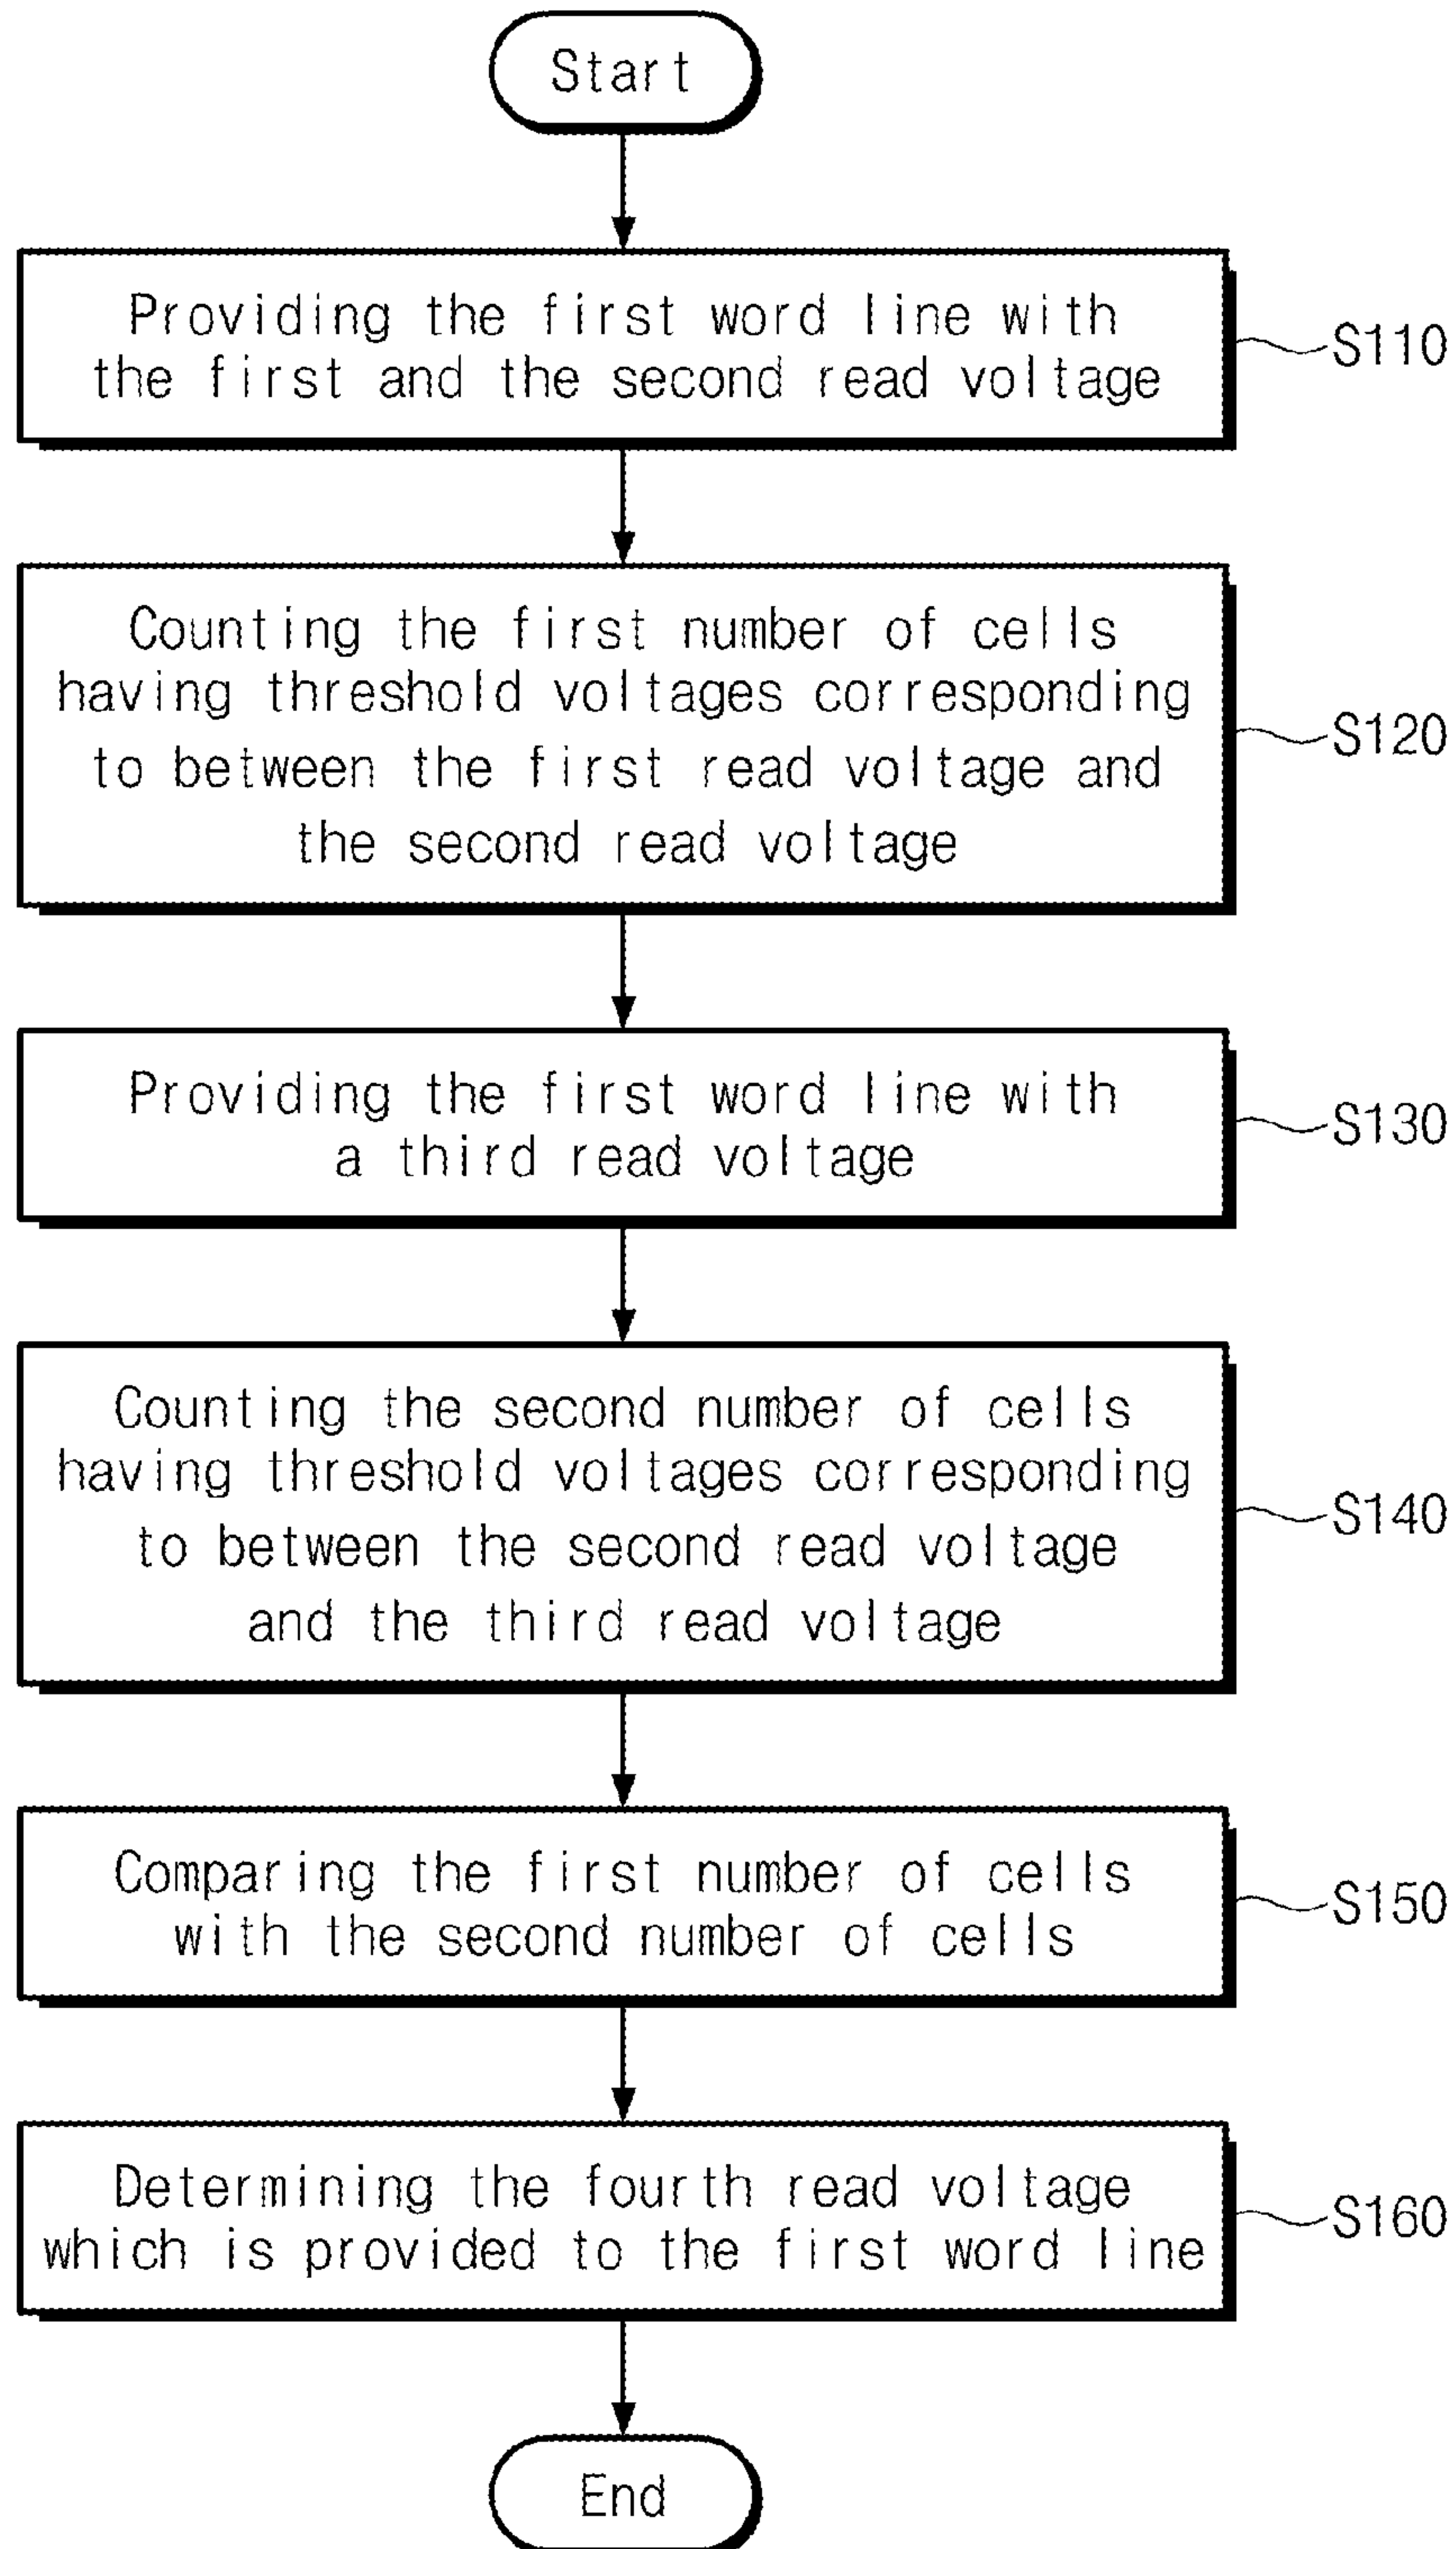 Start
Providing the first word line with
the first and the second read voltage
S110
Counting the first number of cells
having threshold voltages corresponding
to between the first read voltage and
the second read voltage
S120
Providing the first word line with
a third read voltage
S130
Counting the second number of cells
having threshold voltages corresponding
to between the second read voltage
and the third read voltage
S140
Comparing the first number of cells
with the second number of cells
S150
Determining the fourth read voltage
which is provided to the first word line
S160
End